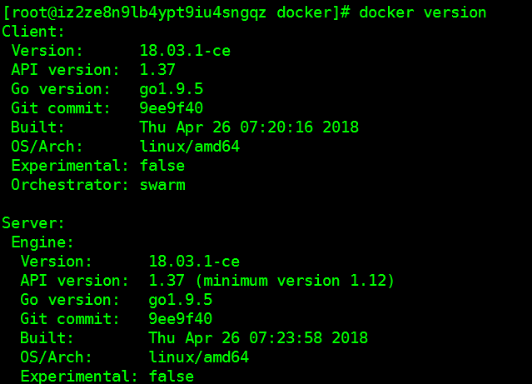 [root@iz2ze8n9lb4ypt9iu4sngqz docker]# docker version
Client:
 Version:      18.03.1-ce
 API version:  1.37
 Go version:   go1.9.5
 Git commit:   9ee9f40
 Built:        Thu Apr 26 07:20:16 2018
 OS/Arch:      linux/amd64
 Experimental: false
 Orchestrator: swarm

Server:
 Engine:
  Version:      18.03.1-ce
  API version:  1.37 (minimum version 1.12)
  Go version:   go1.9.5
  Git commit:   9ee9f40
  Built:        Thu Apr 26 07:23:58 2018
  OS/Arch:      linux/amd64
  Experimental: false